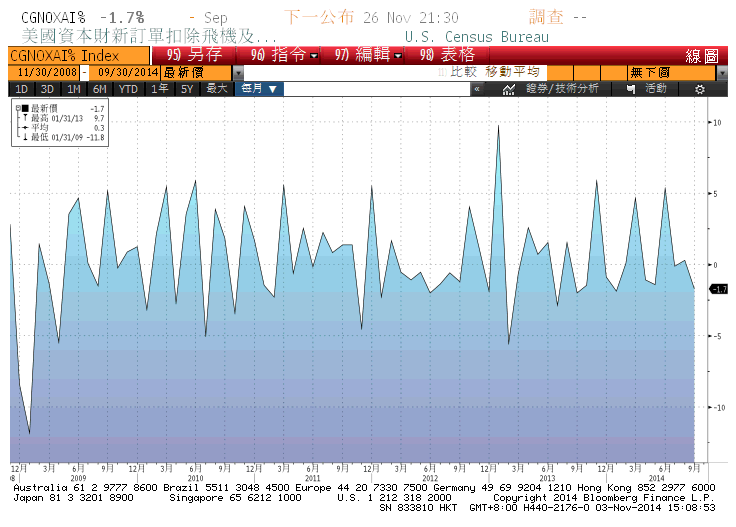 CGNOXAI% -1.7% - Sep 下一公布 26 Nov 21:30 調查 --
美國資本財新訂單扣除飛機及... U.S. Census Bureau
CGNOXAI% Index 95) 另存 96) 指令 97) 編輯 98) 表格 線圖
11/30/2008 - 09/30/2014 最新價 比較 移動平均 無下價
1D 3D 1M 6M YTD 1年 5Y 最大 每月 ▼ « 證券/技術分析 活動
最新價 -1.7
最高 01/31/13 9.7
平均 0.3
最低 01/31/09 -11.8
10
5
0
-1.7
-5
-10
12月 3月 6月 9月 12月 3月 6月 9月 12月 3月 6月 9月 12月 3月 6月 9月 12月 3月 6月 9月 12月 3月 6月 9月
8 2009 2010 2011 2012 2013 2014
Australia 61 2 9777 8600 Brazil 5511 3048 4500 Europe 44 20 7330 7500 Germany 49 69 9204 1210 Hong Kong 852 2977 6000
Japan 81 3 3201 8900 Singapore 65 6212 1000 U.S. 1 212 318 2000 Copyright 2014 Bloomberg Finance L.P.
SN 833810 HKT GMT+8:00 H440-2176-0 03-Nov-2014 15:08:53